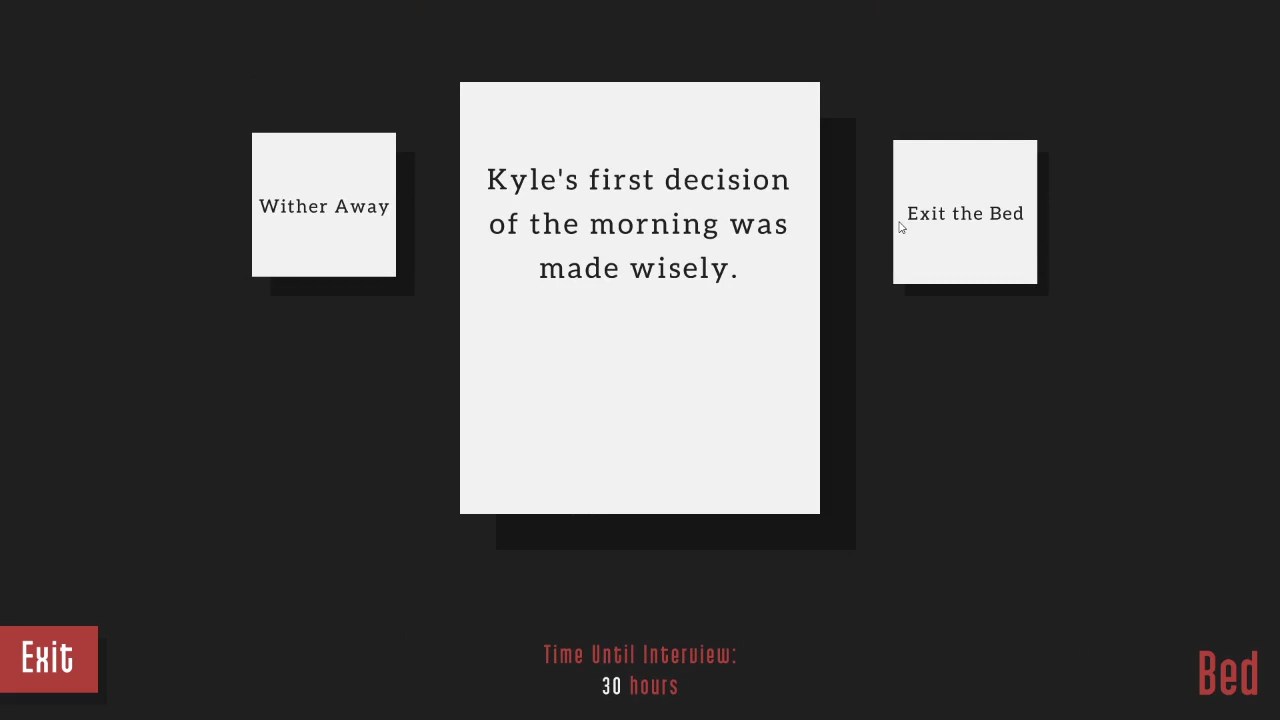 Wither Away
Kyle's first decision
of the morning was
made wisely.
Exit the Bed
Exit
Time Until Interview:
30 hours
Bed